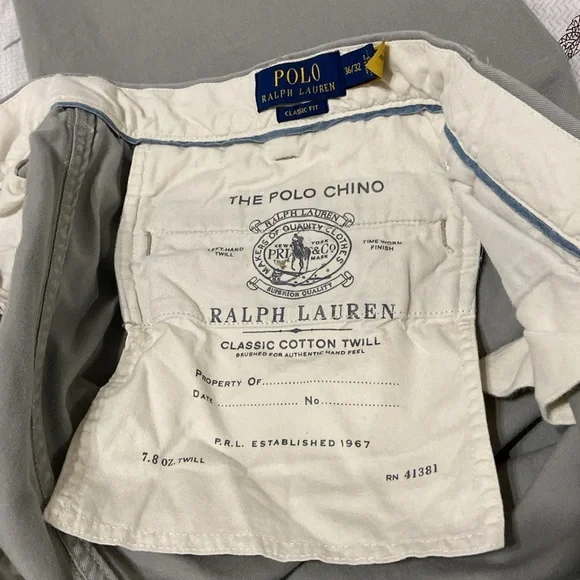 POLO
RALPH LAUREN
36/32
CLASSIC FIT
THE POLO CHINO
RALPH LAUREN
MAKERS OF QUALITY CLOTHES
LEFT-HAND
TWILL
NEW YORK
PRL & CO
TRADE MARK
TIME WORN
FINISH
SUPERIOR QUALITY
RALPH LAUREN
CLASSIC COTTON TWILL
BRUSHED FOR AUTHENTIC HAND FEEL
PROPERTY OF..............................
DATE.................. No..................
P.R.L. ESTABLISHED 1967
7.8 OZ. TWILL
RN 41381